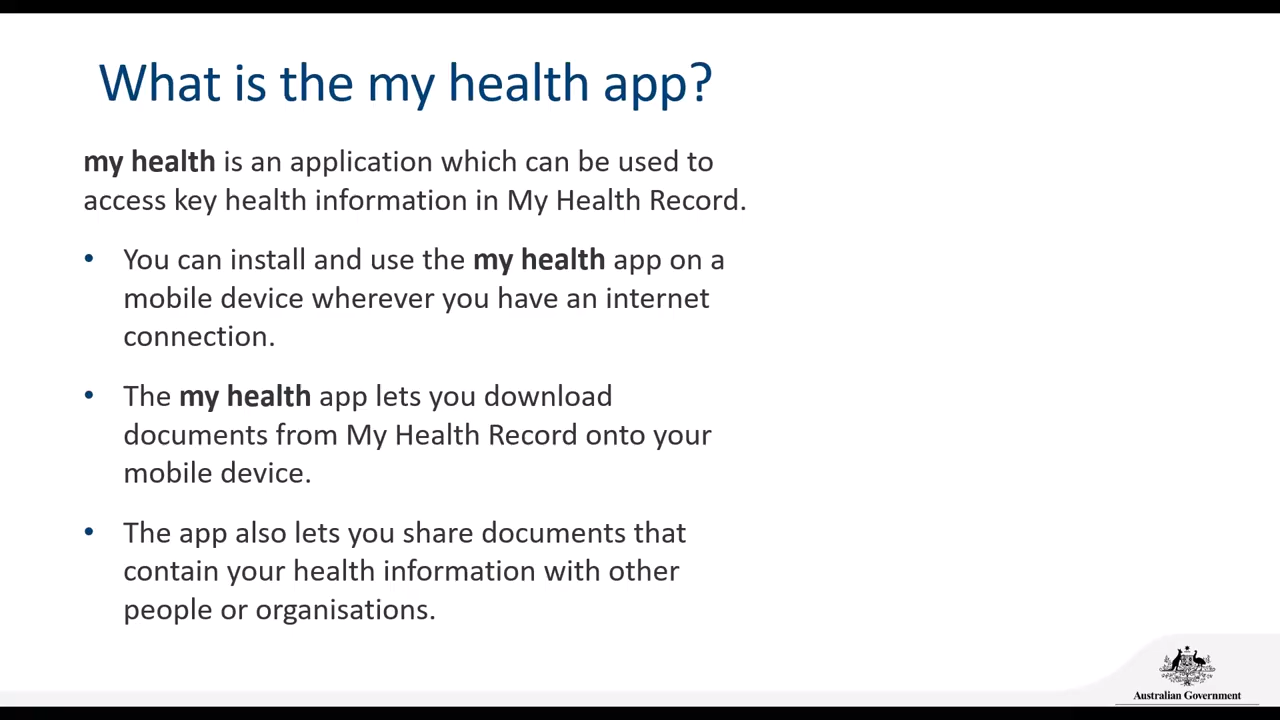 What is the my health app?
my health is an application which can be used to
access key health information in My Health Record.
• You can install and use the my health app on a
mobile device wherever you have an internet
connection.
• The my health app lets you download
documents from My Health Record onto your
mobile device.
• The app also lets you share documents that
contain your health information with other
people or organisations.
Australian Government